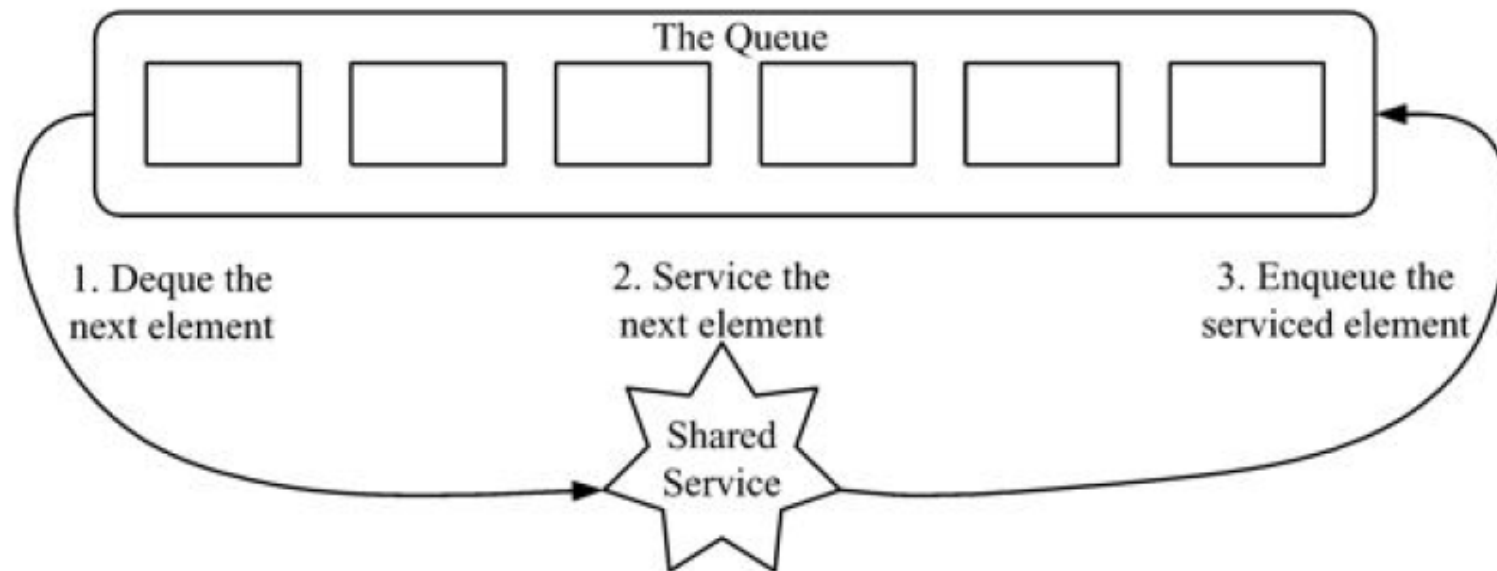 The Queue
1. Deque the
next element
2. Service the
next element
3. Enqueue the
serviced element
Shared
Service